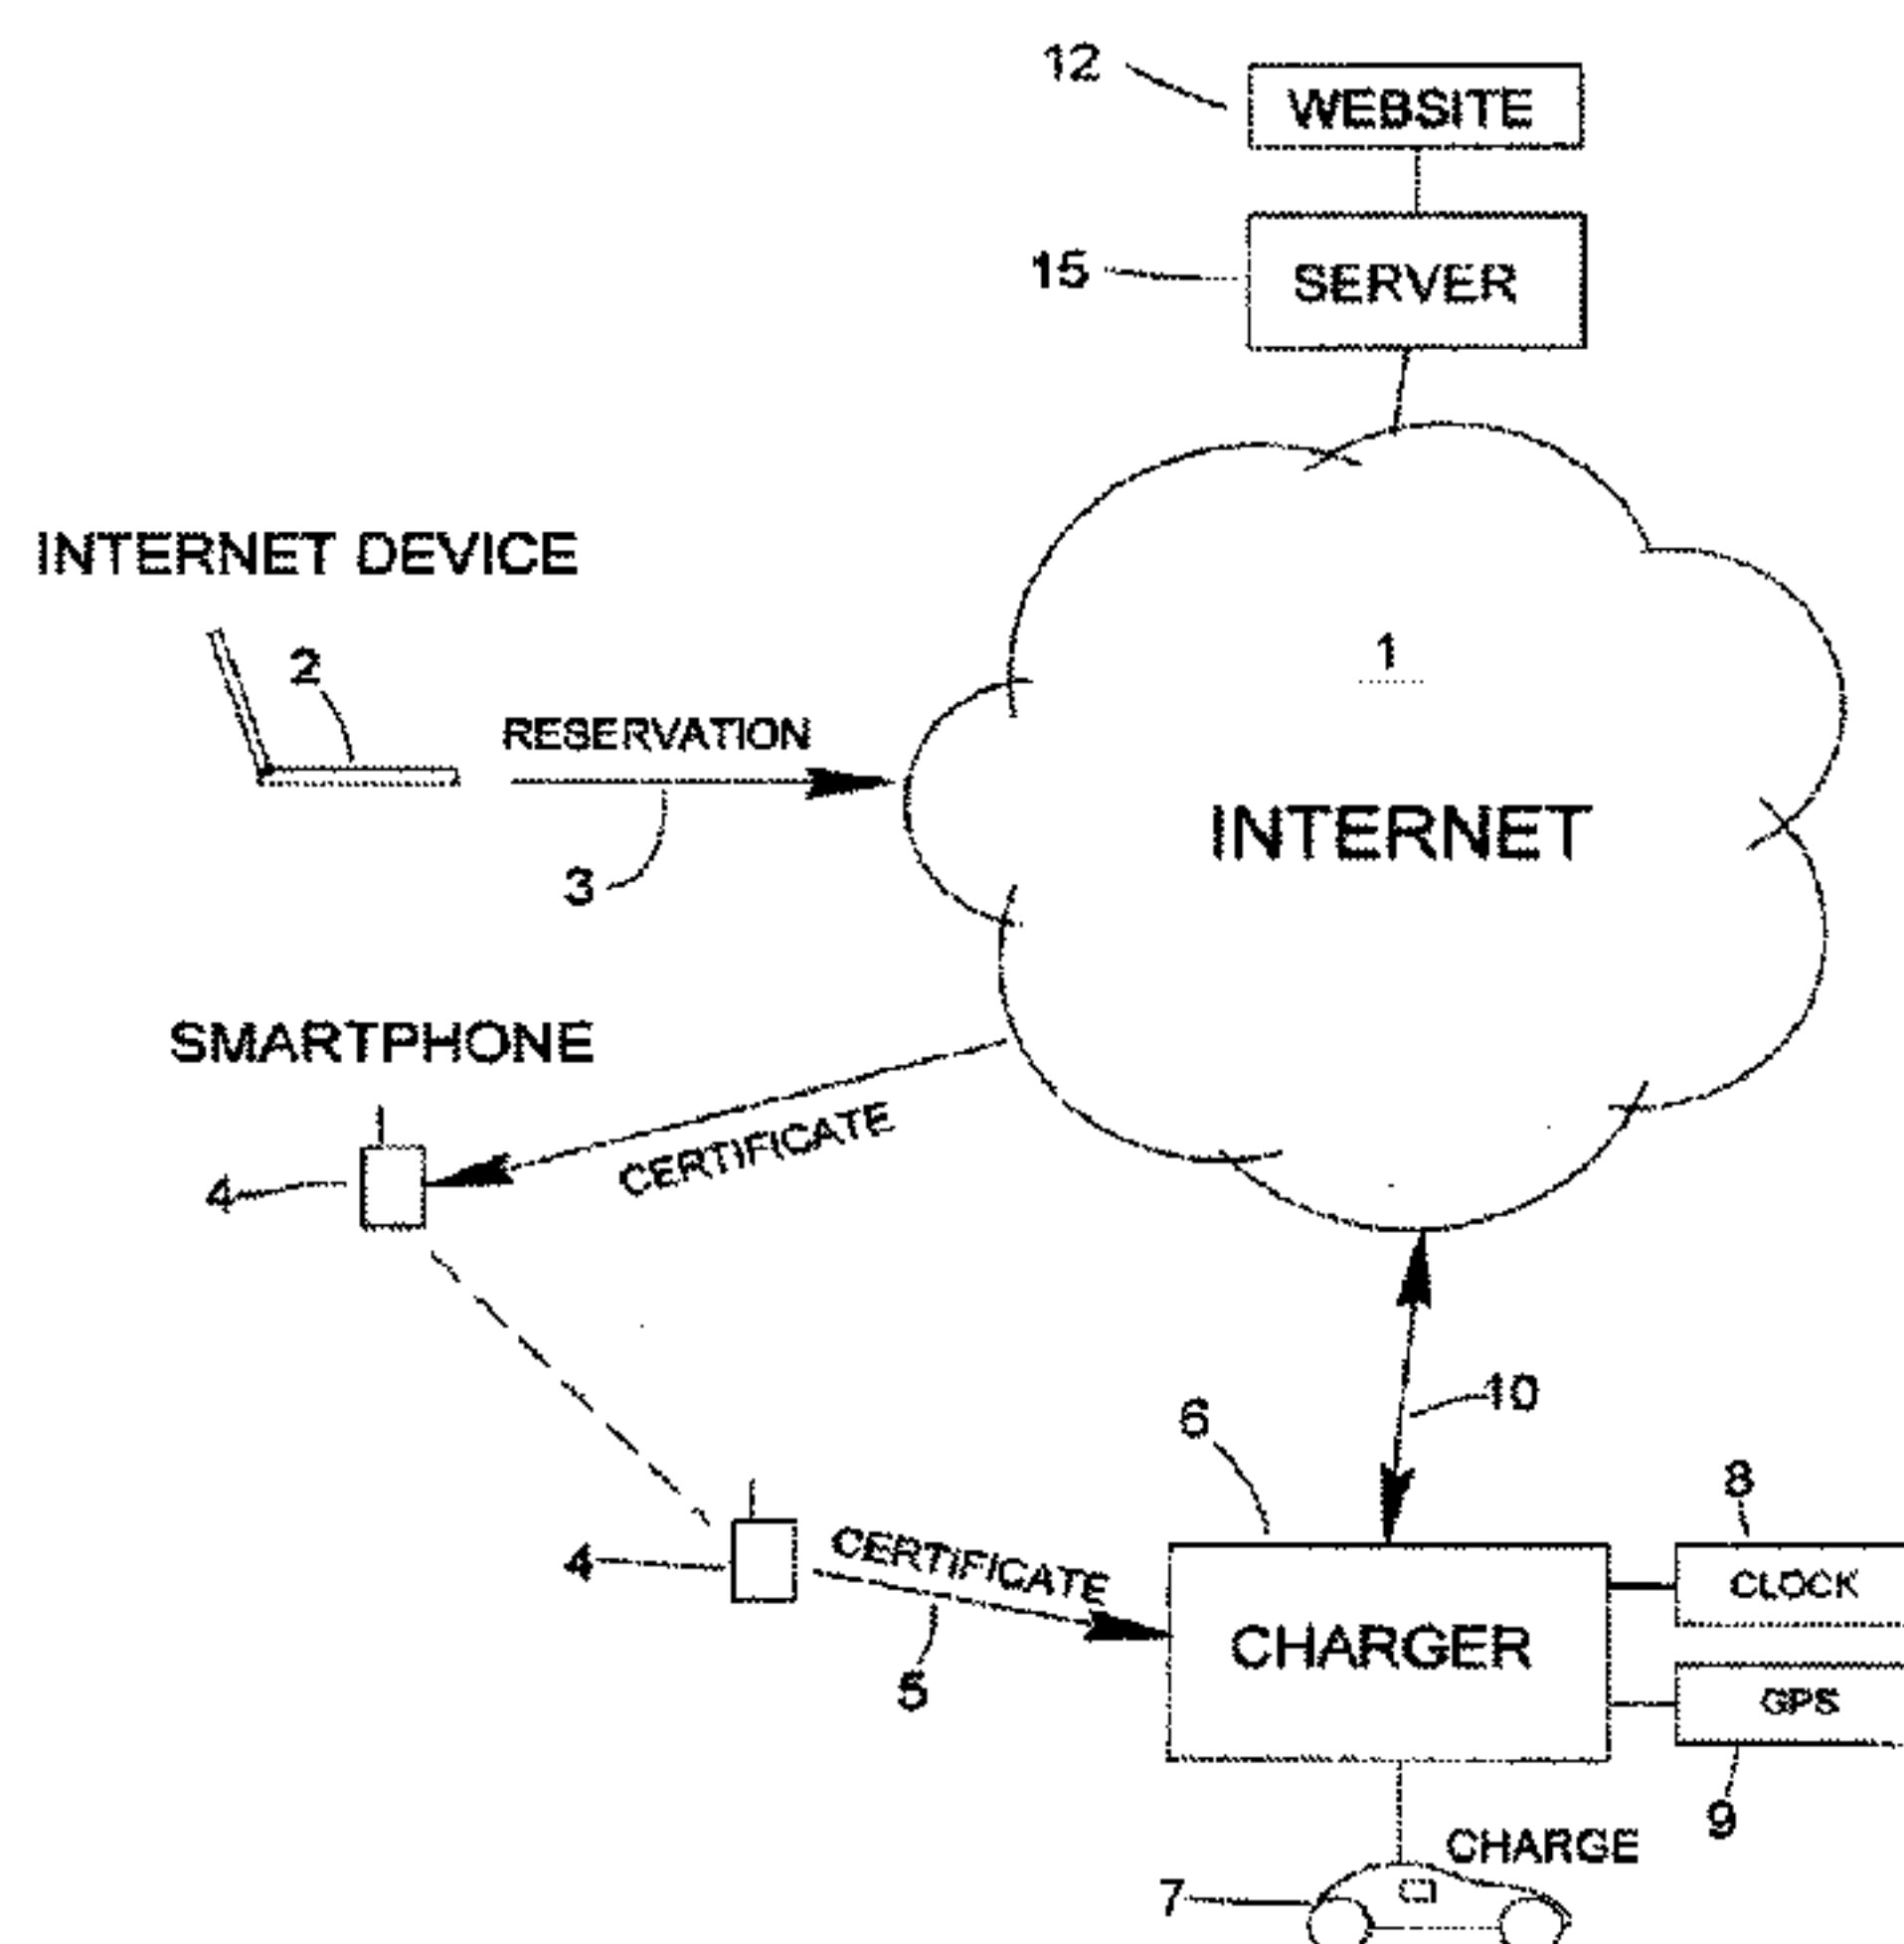 12
WEBSITE
15
SERVER
INTERNET DEVICE
2
1
RESERVATION
INTERNET
3
SMARTPHONE
CERTIFICATE
4
10
6
8
CERTIFICATE
4
CLOCK
CHARGER
5
GPS
9
CHARGE
7